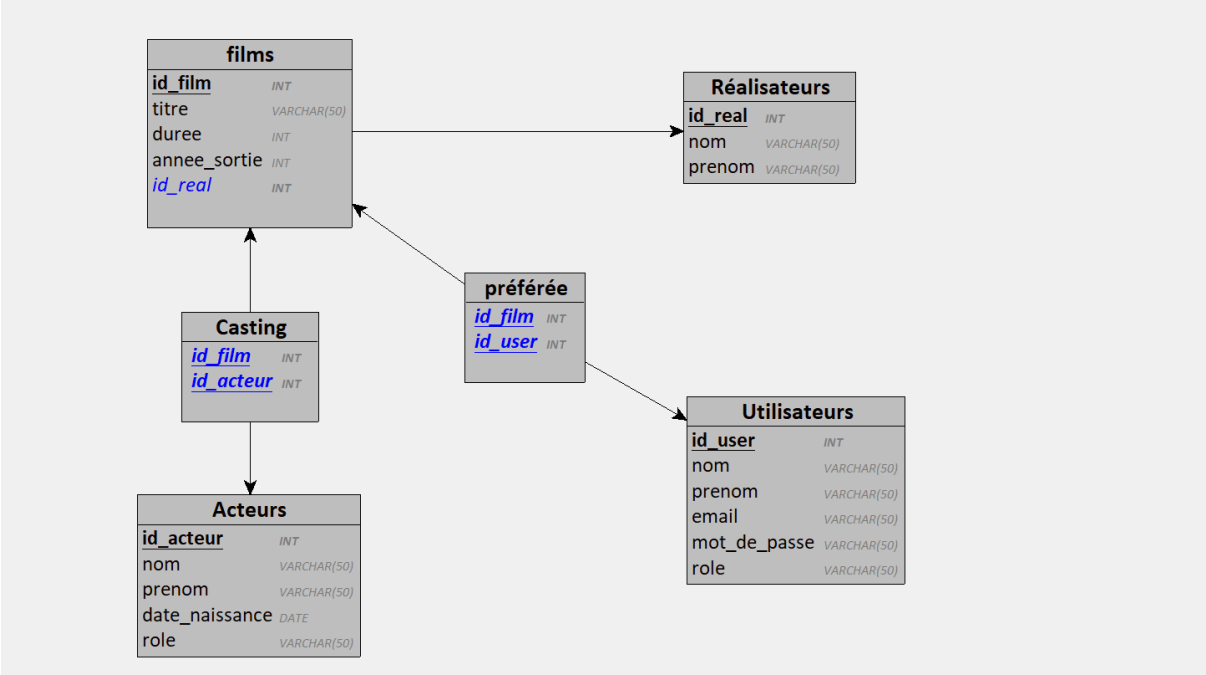 films
id_film INT
titre VARCHAR(50)
duree INT
annee_sortie INT
id_real INT
Réalisateurs
id_real INT
nom VARCHAR(50)
prenom VARCHAR(50)
préférée
id_film INT
id_user INT
Casting
id_film INT
id_acteur INT
Utilisateurs
id_user INT
nom VARCHAR(50)
prenom VARCHAR(50)
email VARCHAR(50)
mot_de_passe VARCHAR(50)
role VARCHAR(50)
Acteurs
id_acteur INT
nom VARCHAR(50)
prenom VARCHAR(50)
date_naissance DATE
role VARCHAR(50)